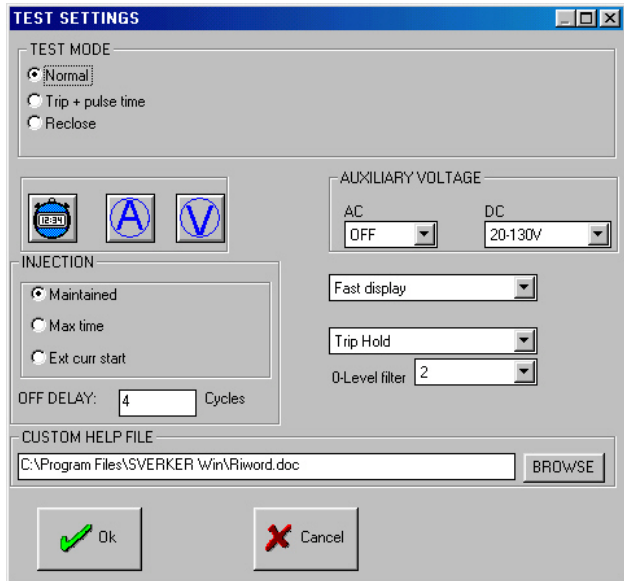 TEST SETTINGS
TEST MODE
Normal
Trip + pulse time
Reclose
12:34
A
V
AUXILIARY VOLTAGE
AC
DC
OFF
20-130V
INJECTION
Maintained
Max time
Ext curr start
OFF DELAY: 4 Cycles
Fast display
Trip Hold
0-Level filter 2
CUSTOM HELP FILE
C:\Program Files\SVERKER Win\Riword.doc
BROWSE
Ok
Cancel